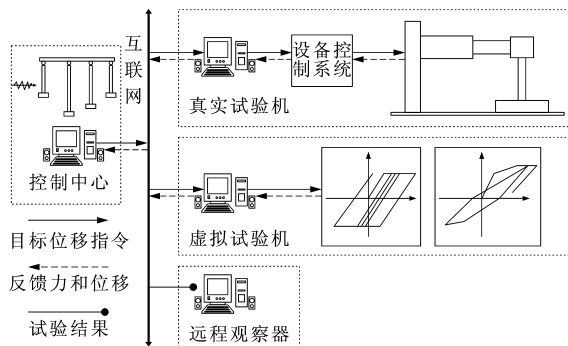 互
联
网
设备控
制系统
真实试验机
控制中心
虚拟试验机
目标位移指令
反馈力和位移
试验结果
远程观察器